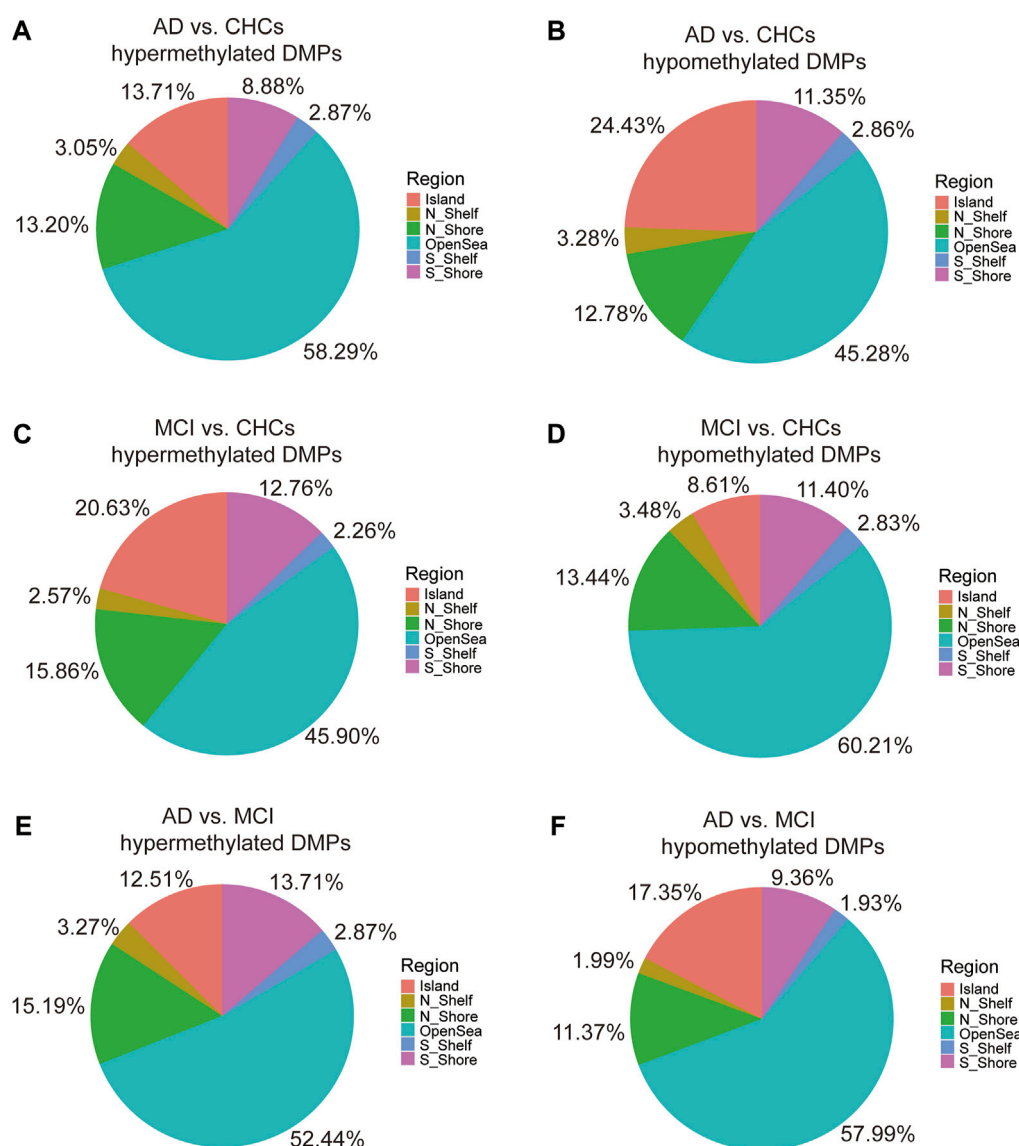 A
AD vs. CHCs
hypermethylated DMPs
13.71%
8.88%
2.87%
3.05%
13.20%
58.29%
Region
Island
N_Shelf
N_Shore
OpenSea
S_Shelf
S_Shore
B
AD vs. CHCs
hypomethylated DMPs
24.43%
11.35%
2.86%
3.28%
12.78%
45.28%
Region
Island
N_Shelf
N_Shore
OpenSea
S_Shelf
S_Shore
C
MCI vs. CHCs
hypermethylated DMPs
20.63%
12.76%
2.26%
2.57%
15.86%
45.90%
Region
Island
N_Shelf
N_Shore
OpenSea
S_Shelf
S_Shore
D
MCI vs. CHCs
hypomethylated DMPs
8.61%
11.40%
3.48%
2.83%
13.44%
60.21%
Region
Island
N_Shelf
N_Shore
OpenSea
S_Shelf
S_Shore
E
AD vs. MCI
hypermethylated DMPs
12.51%
13.71%
3.27%
2.87%
15.19%
52.44%
Region
Island
N_Shelf
N_Shore
OpenSea
S_Shelf
S_Shore
F
AD vs. MCI
hypomethylated DMPs
17.35%
9.36%
1.93%
1.99%
11.37%
57.99%
Region
Island
N_Shelf
N_Shore
OpenSea
S_Shelf
S_Shore